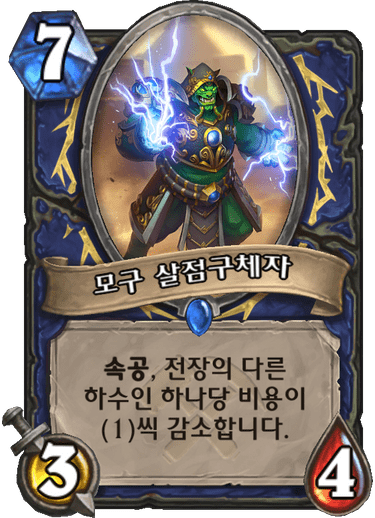 7
모구 살점구체자
속공, 전장의 다른
하수인 하나당 비용이
(1)씩 감소합니다.
3
4